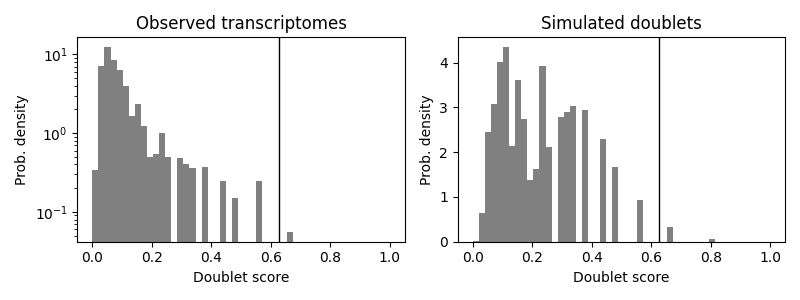 Observed transcriptomes
Prob. density
10¹
10⁰
10⁻¹
0.0 0.2 0.4 0.6 0.8 1.0
Doublet score
Simulated doublets
Prob. density
4
3
2
1
0
0.0 0.2 0.4 0.6 0.8 1.0
Doublet score